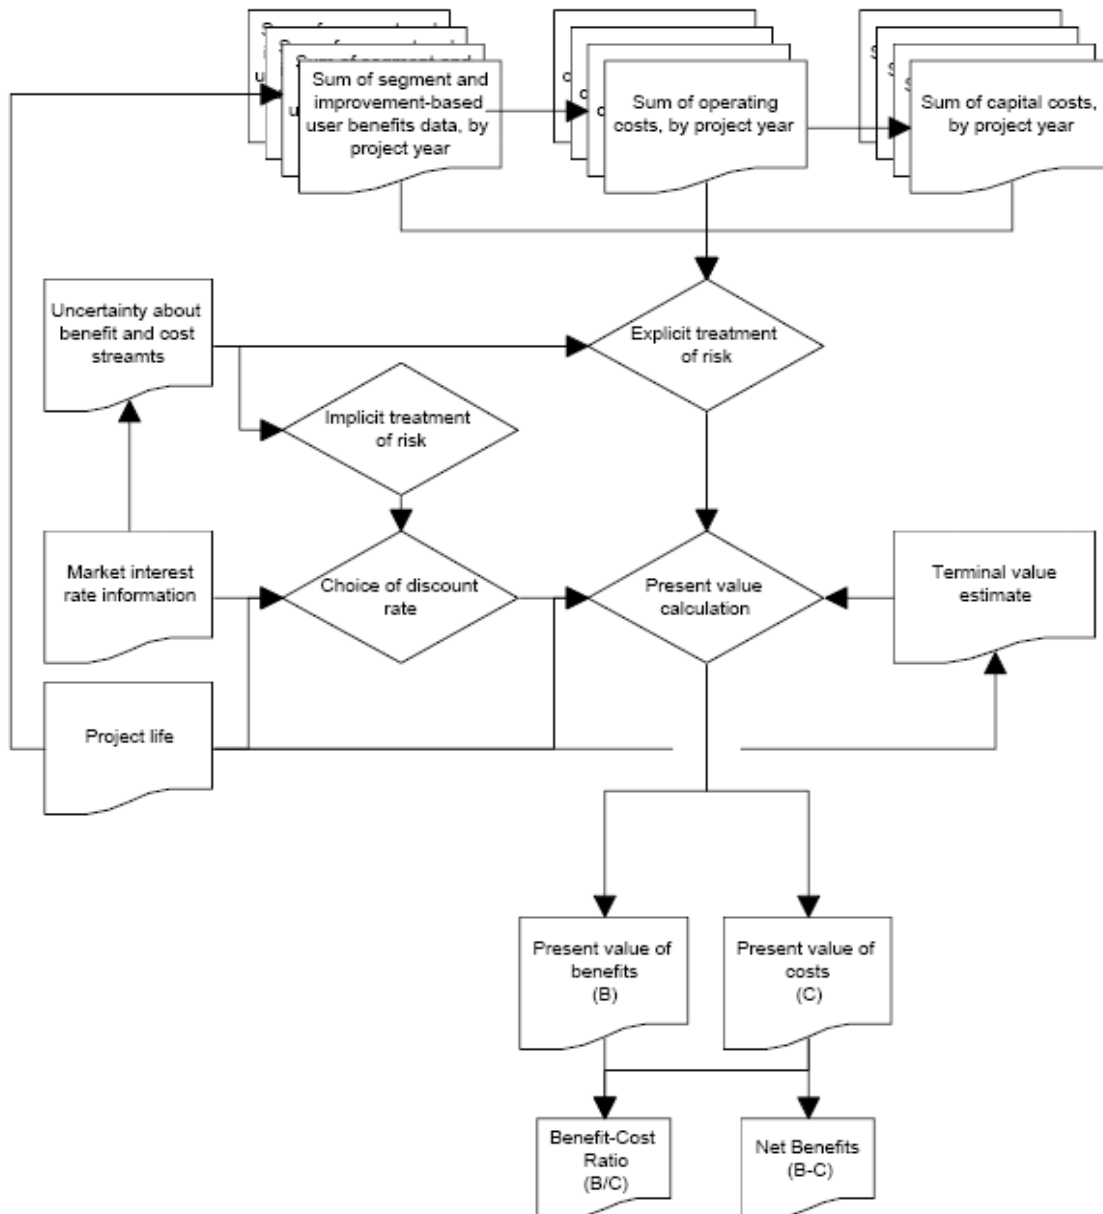 Sum of segment and
improvement-based
user benefits data, by
project year
Sum of operating
costs, by project year
Sum of capital costs,
by project year
Uncertainty about
benefit and cost
streamts
Explicit treatment
of risk
Implicit treatment
of risk
Market interest
rate information
Choice of discount
rate
Present value
calculation
Terminal value
estimate
Project life
Present value of
benefits
(B)
Present value of
costs
(C)
Benefit-Cost
Ratio
(B/C)
Net Benefits
(B-C)